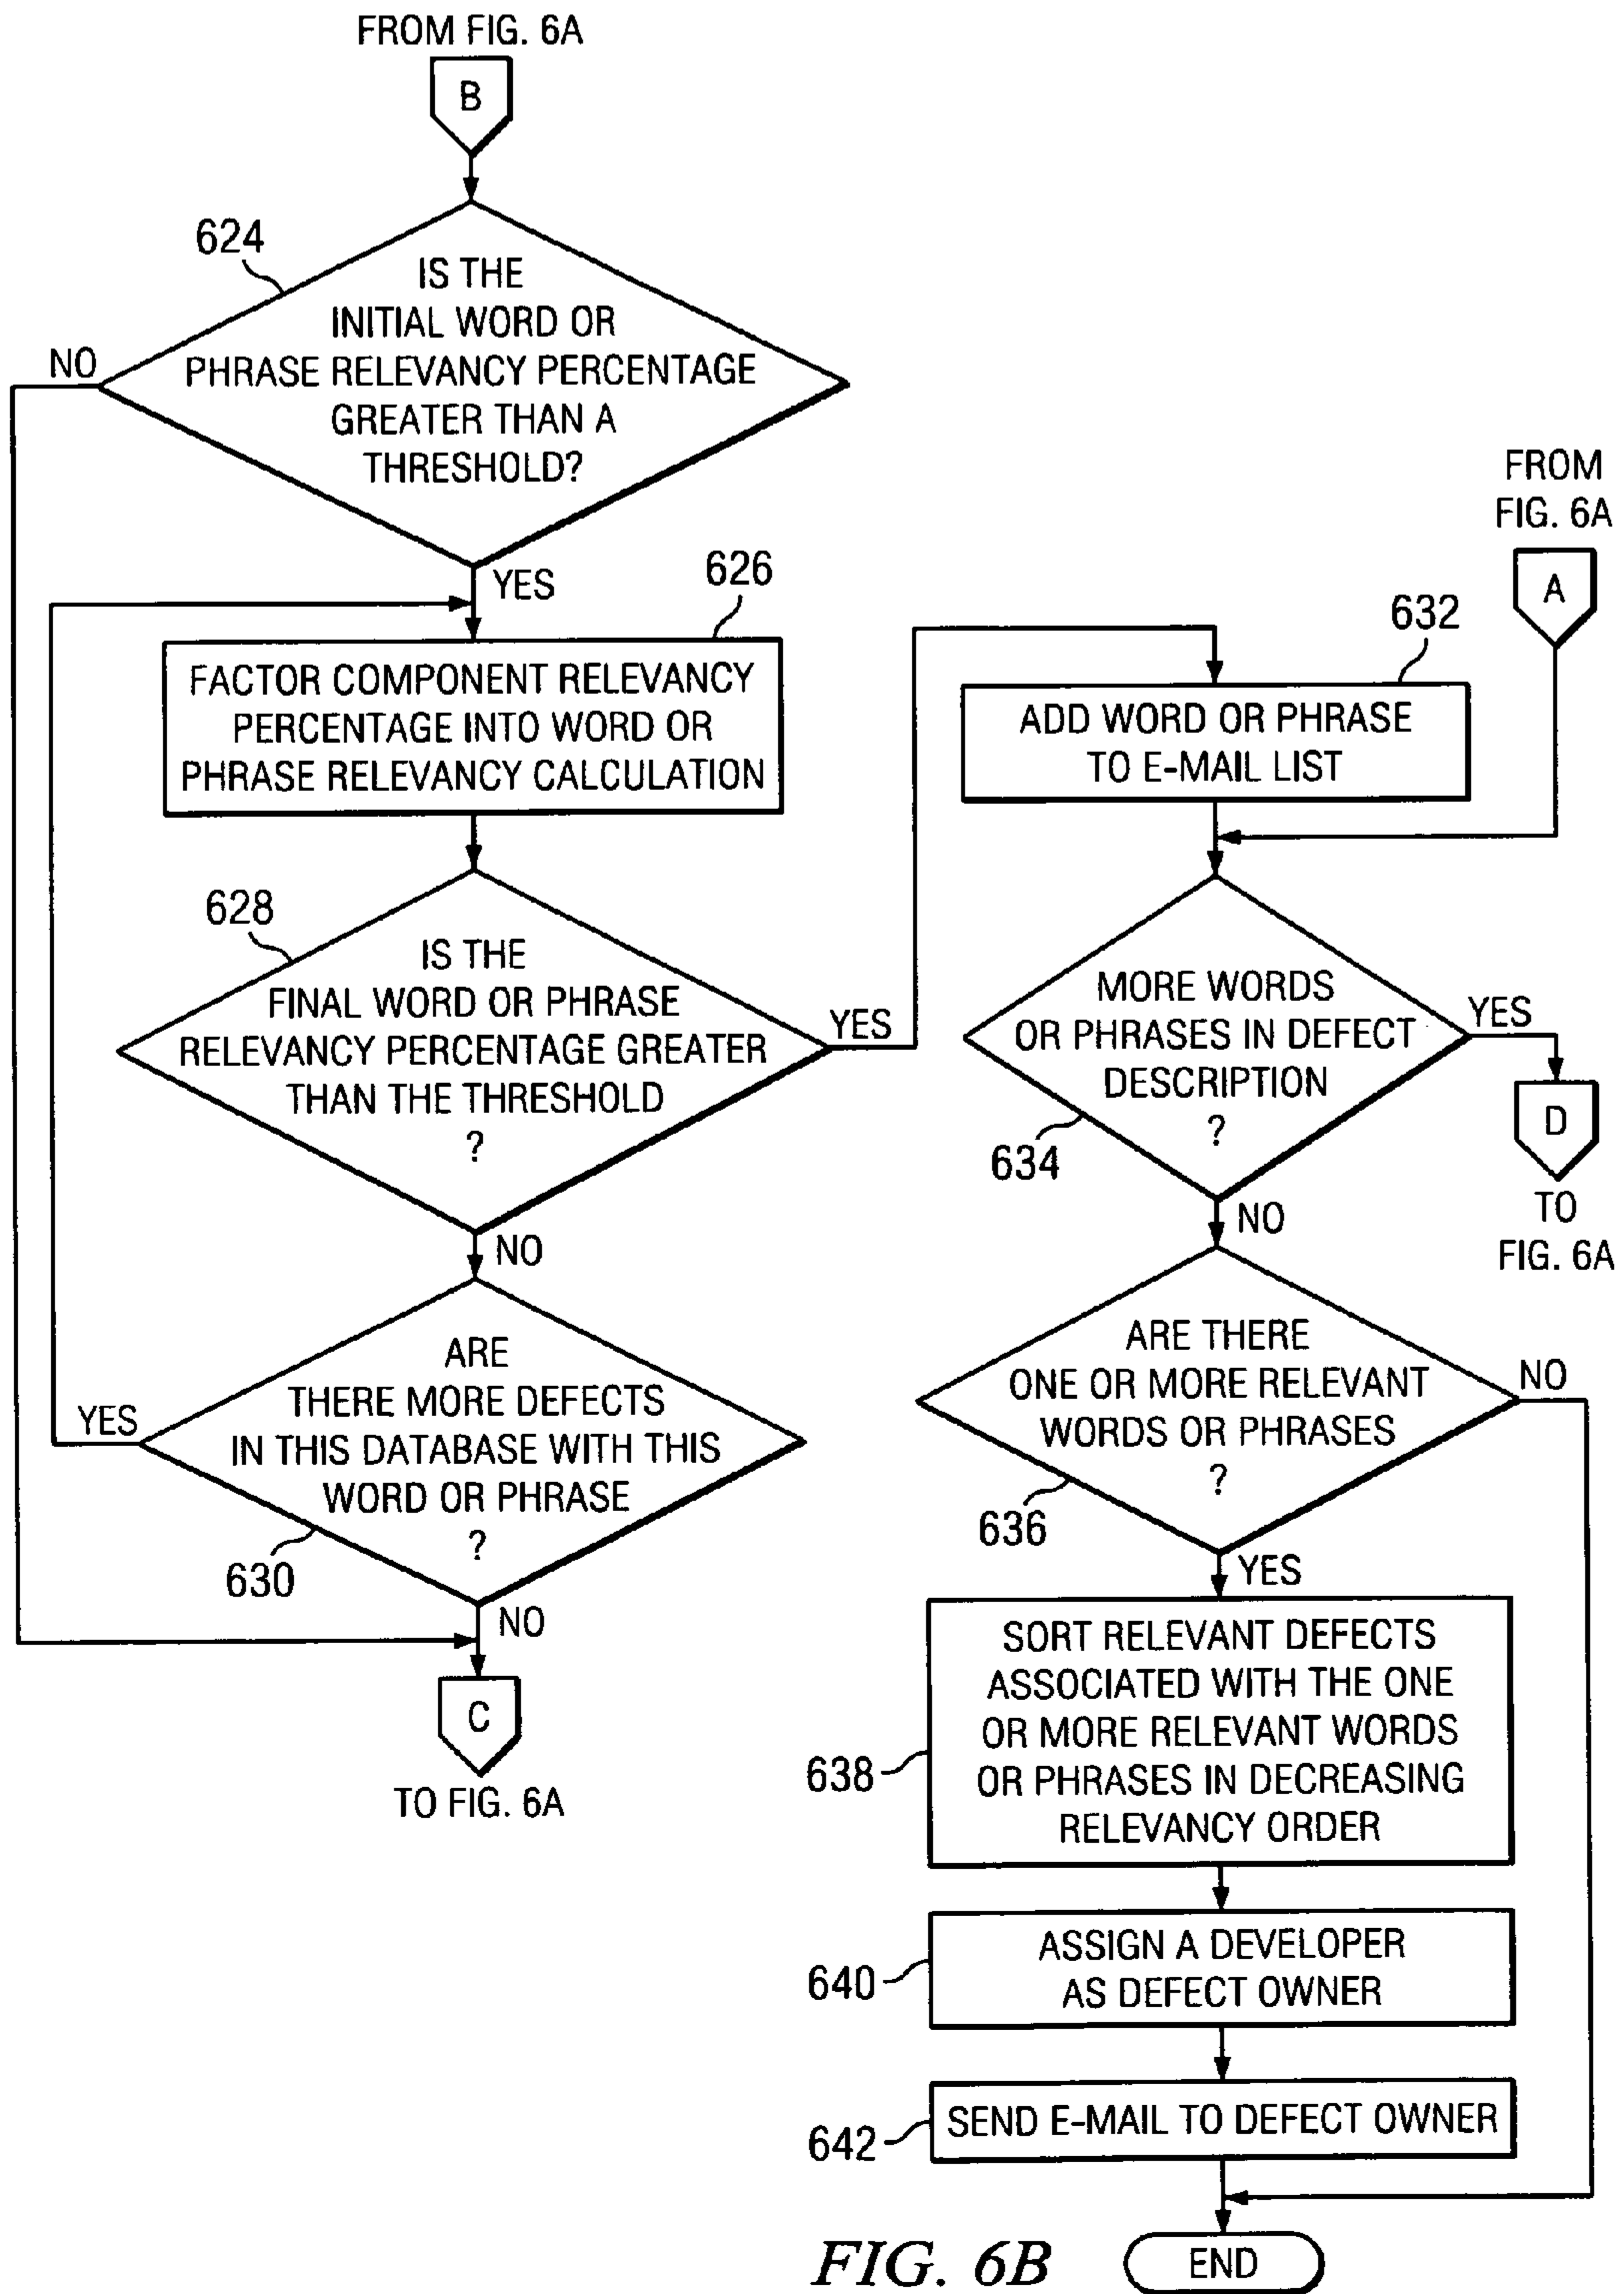 FROM FIG. 6A
B
624
IS THE
INITIAL WORD OR
PHRASE RELEVANCY PERCENTAGE
GREATER THAN A
THRESHOLD?
NO
YES
626
FACTOR COMPONENT RELEVANCY
PERCENTAGE INTO WORD OR
PHRASE RELEVANCY CALCULATION
628
IS THE
FINAL WORD OR PHRASE
RELEVANCY PERCENTAGE GREATER
THAN THE THRESHOLD
?
YES
NO
ARE
THERE MORE DEFECTS
IN THIS DATABASE WITH THIS
WORD OR PHRASE
?
YES
630
NO
C
TO FIG. 6A
FROM
FIG. 6A
A
632
ADD WORD OR PHRASE
TO E-MAIL LIST
MORE WORDS
OR PHRASES IN DEFECT
DESCRIPTION
?
634
YES
D
TO
FIG. 6A
NO
ARE THERE
ONE OR MORE RELEVANT
WORDS OR PHRASES
?
636
NO
YES
638
SORT RELEVANT DEFECTS
ASSOCIATED WITH THE ONE
OR MORE RELEVANT WORDS
OR PHRASES IN DECREASING
RELEVANCY ORDER
640
ASSIGN A DEVELOPER
AS DEFECT OWNER
642
SEND E-MAIL TO DEFECT OWNER
END
FIG. 6B